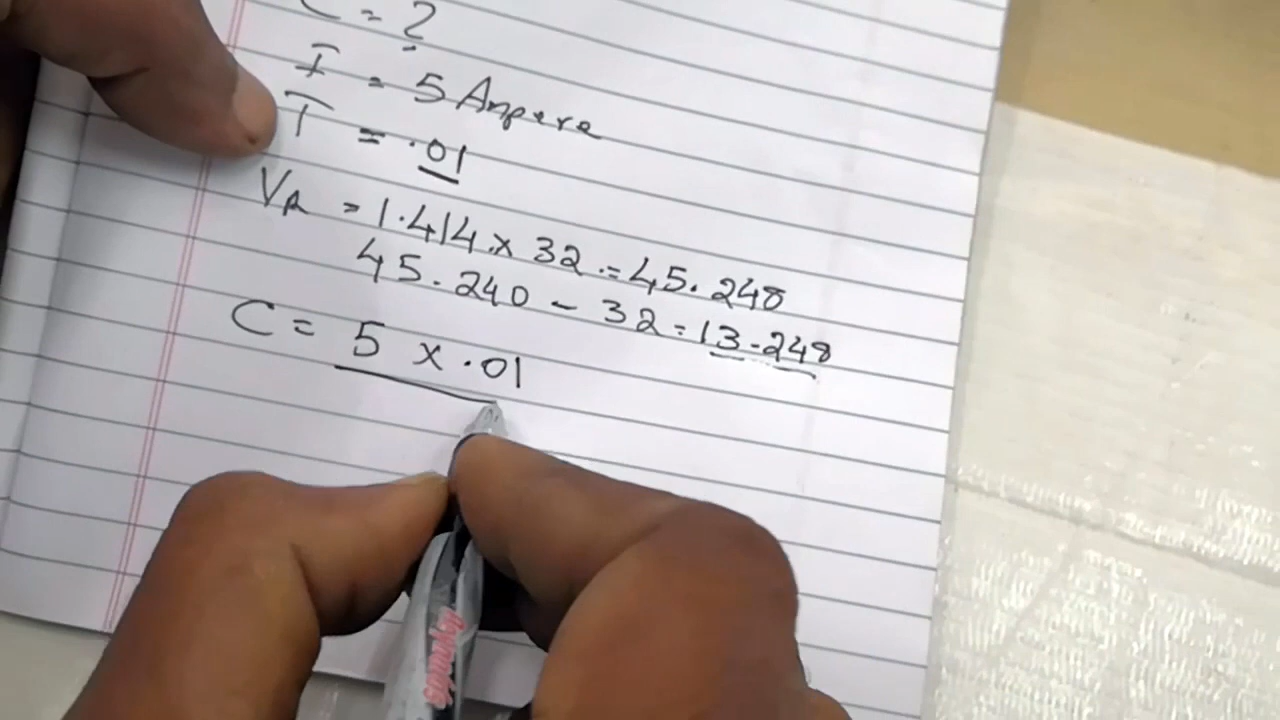 C = ?
I = 5 Ampere
T = .01
VR = 1.414 x 32 = 45.248
45.240 - 32 = 13.248
C = 5 x .01